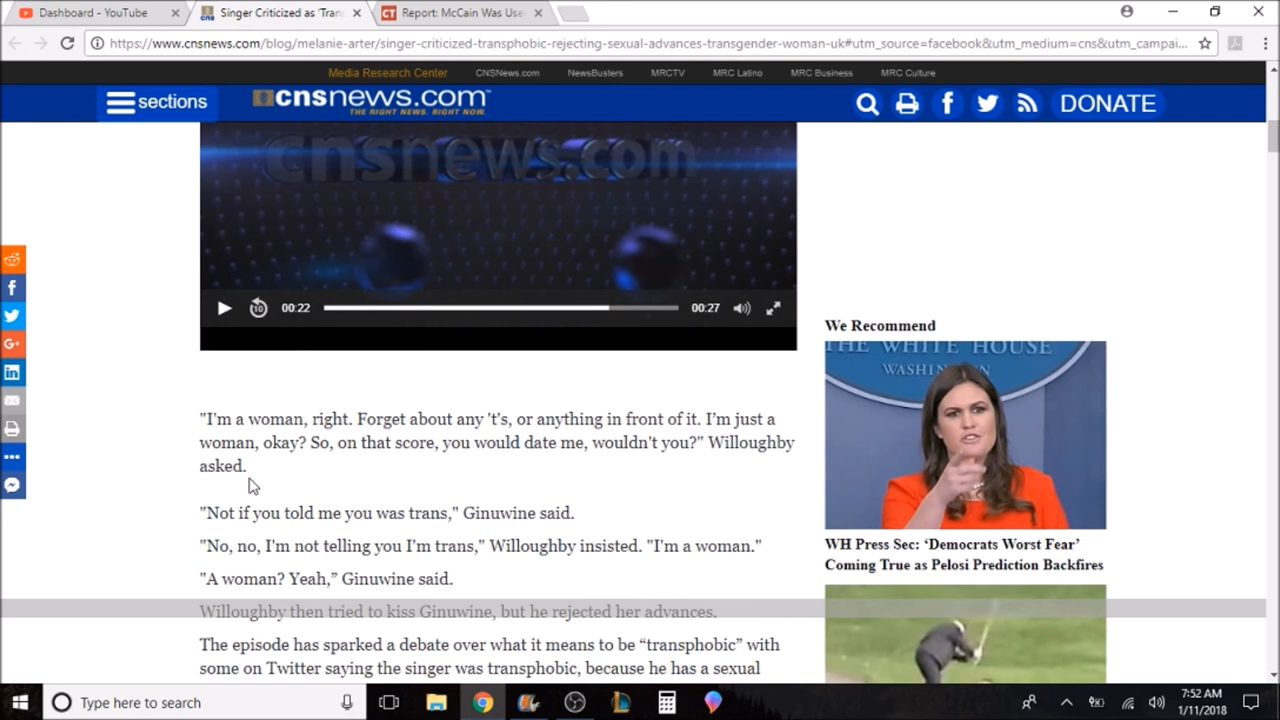 Dashboard - YouTube
Singer Criticized as 'Tran
Report: McCain Was Use
https://www.cnsnews.com/blog/melanie-arter/singer-criticized-transphobic-rejecting-sexual-advances-transgender-woman-uk#utm_source=facebook&utm_medium=cns&utm_campai...
Media Research Center CNSNews.com NewsBusters MRCTV MRC Latino MRC Business MRC Culture
sections
cnsnews.com
THE RIGHT NEWS. RIGHT NOW.
DONATE
cnsnews.com
10 00:22 00:27
"I'm a woman, right. Forget about any 't's, or anything in front of it. I'm just a
woman, okay? So, on that score, you would date me, wouldn't you?" Willoughby
asked.
"Not if you told me you was trans," Ginuwine said.
"No, no, I'm not telling you I'm trans," Willoughby insisted. "I'm a woman."
"A woman? Yeah," Ginuwine said.
Willoughby then tried to kiss Ginuwine, but he rejected her advances.
The episode has sparked a debate over what it means to be "transphobic" with
some on Twitter saying the singer was transphobic, because he has a sexual
We Recommend
THE WHITE HOUSE
WASHINGTON
WH Press Sec: 'Democrats Worst Fear'
Coming True as Pelosi Prediction Backfires
Type here to search
7:52 AM
1/11/2018